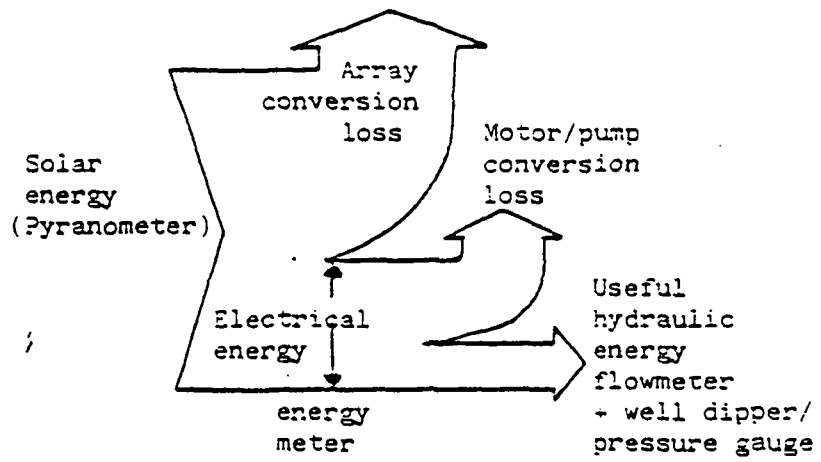 Array
conversion
loss
Motor/pump
conversion
loss
Solar
energy
(Pyranometer)
Electrical
energy
energy
meter
Useful
hydraulic
energy
flowmeter
+ well dipper/
pressure gauge